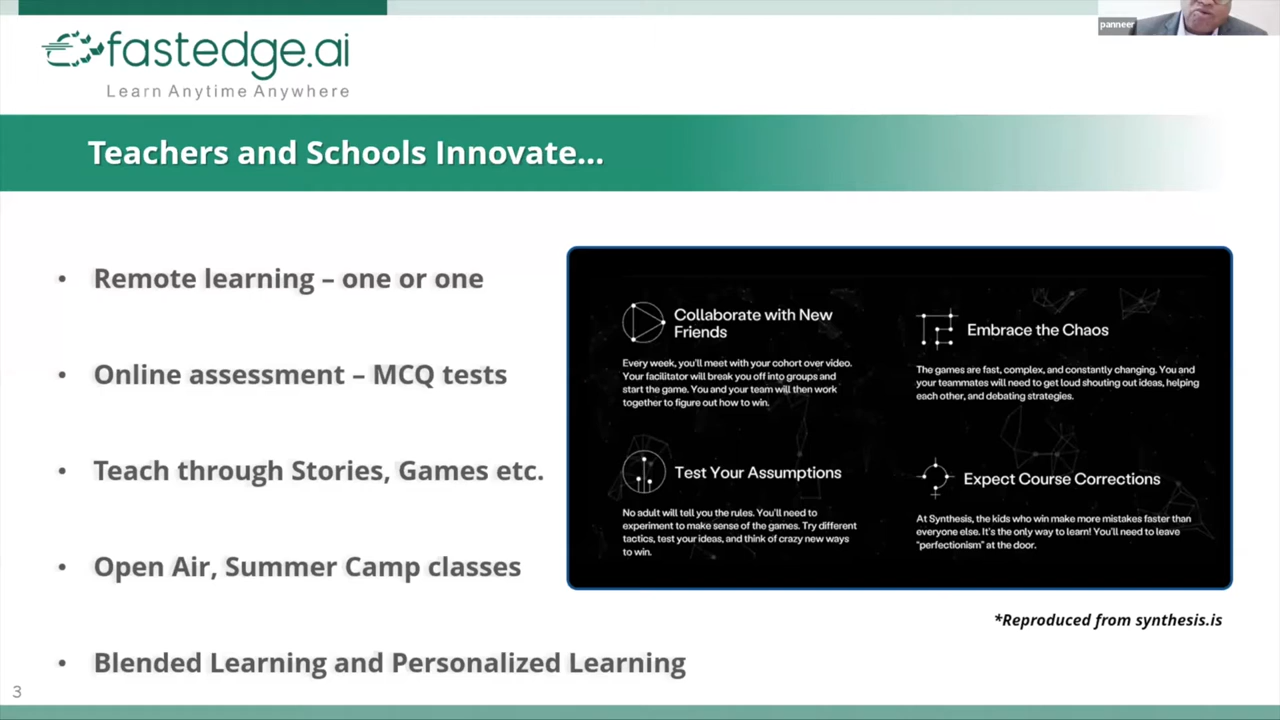 panneer
fastedge.ai
Learn Anytime Anywhere
Teachers and Schools Innovate...
• Remote learning – one or one
• Online assessment – MCQ tests
• Teach through Stories, Games etc.
• Open Air, Summer Camp classes
• Blended Learning and Personalized Learning
Collaborate with New
Friends
Every week, you'll meet with your cohort over video.
Your facilitator will break you off into groups and
start the game. You and your team will then work
together to figure out how to win.
Embrace the Chaos
The games are fast, complex, and constantly changing. You and
your teammates will need to get loud shouting out ideas, helping
each other, and debating strategies.
Test Your Assumptions
No adult will tell you the rules. You'll need to
experiment to make sense of the games. Try different
tactics, test your ideas, and think of crazy new ways
to win.
Expect Course Corrections
At Synthesis, the kids who win make more mistakes faster than
everyone else. It's the only way to learn! You'll need to leave
"perfectionism" at the door.
*Reproduced from synthesis.is
3